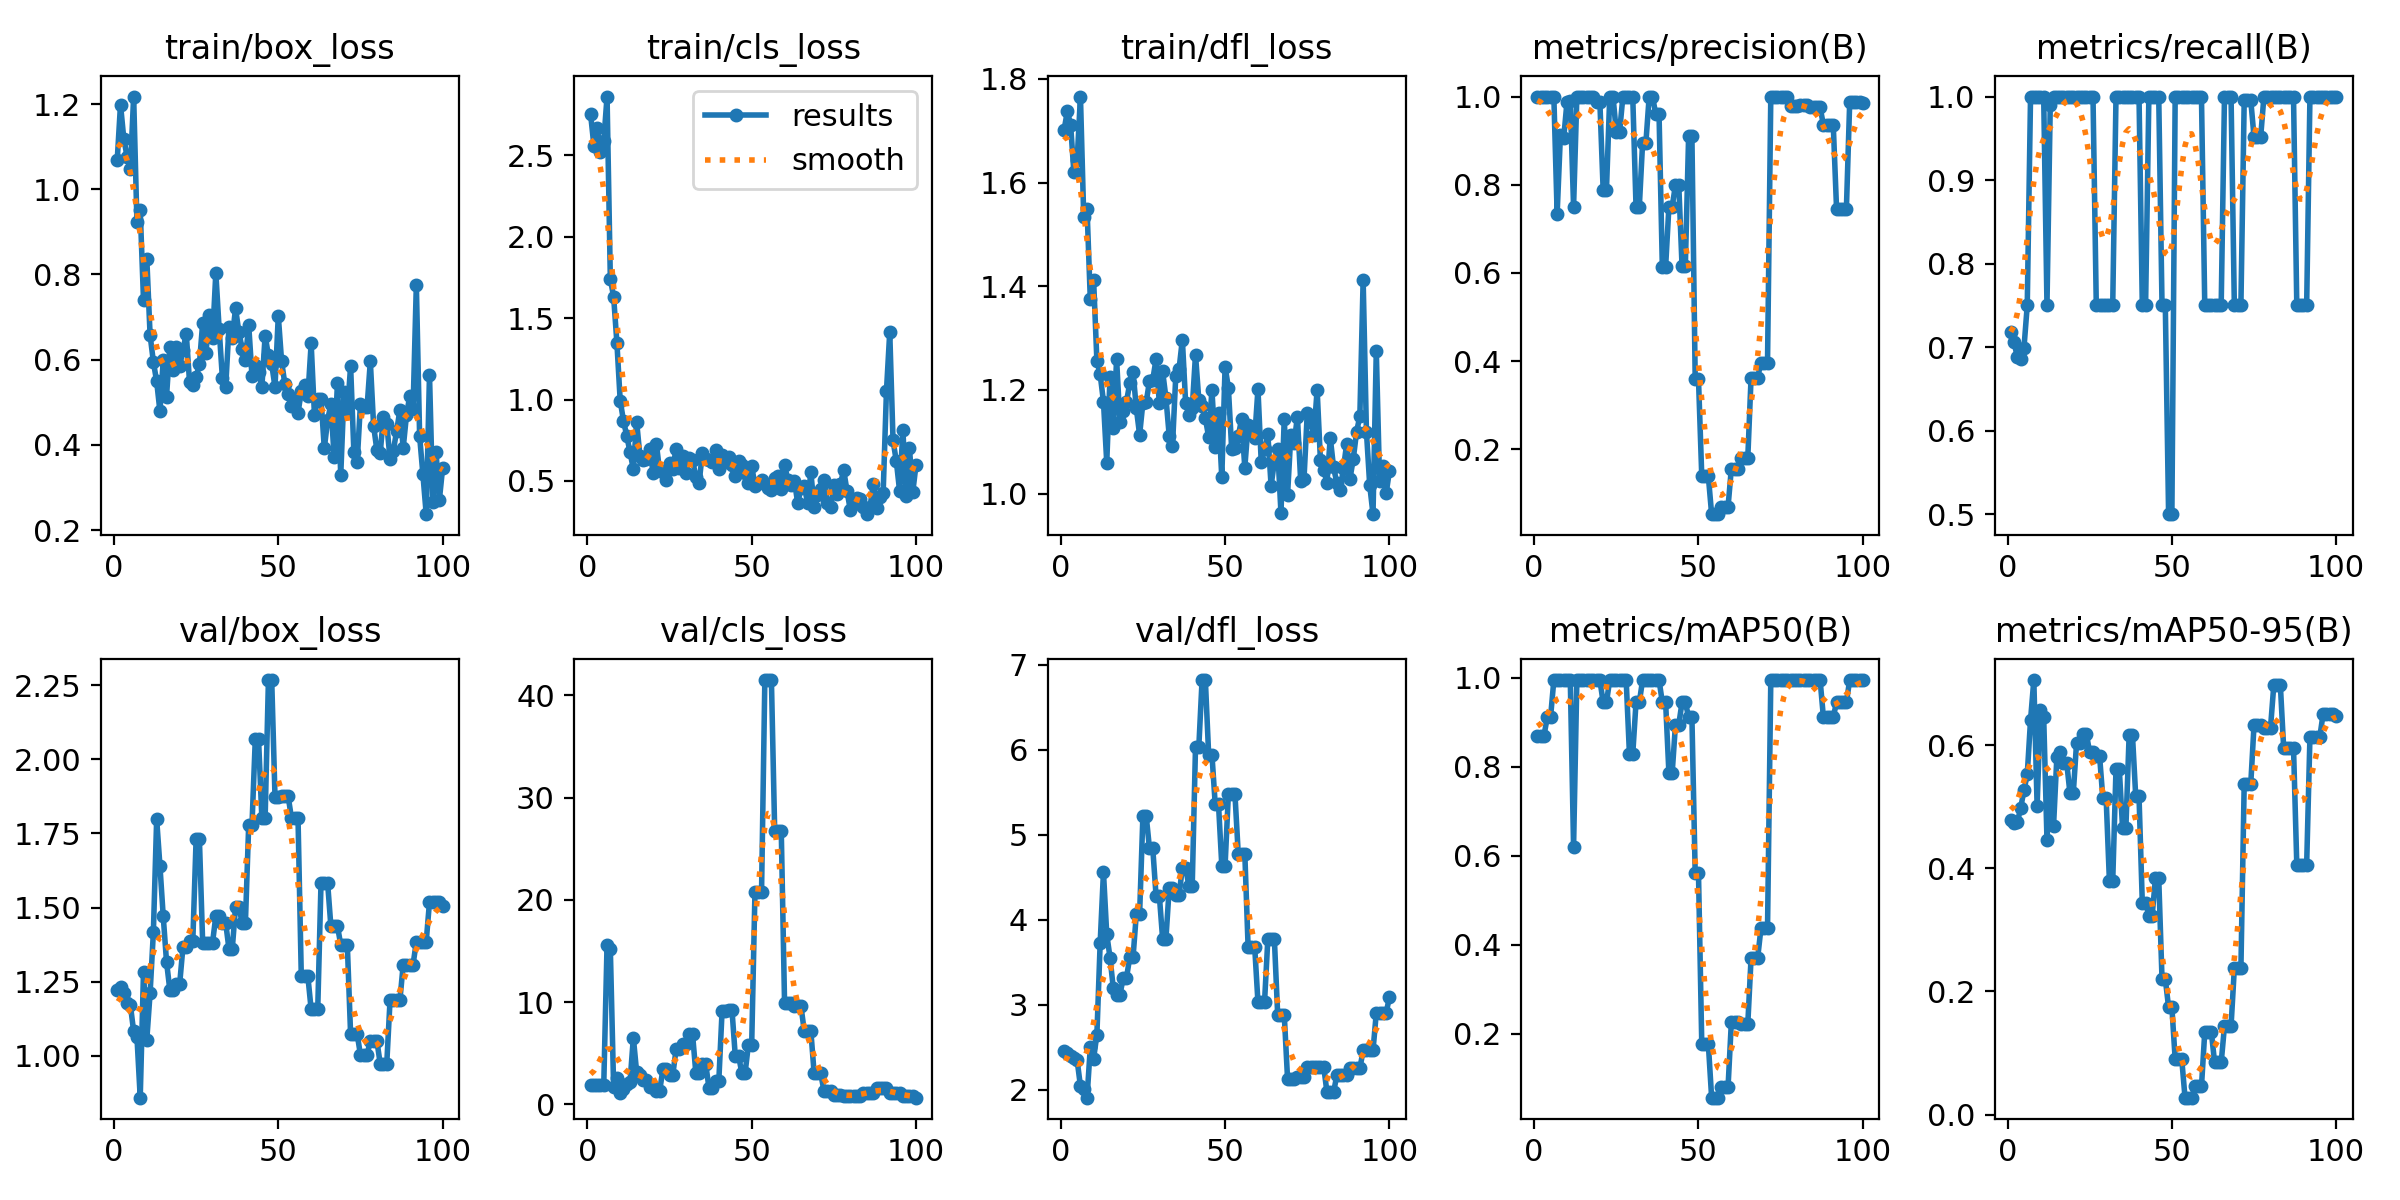 train/box_loss
1.2
1.0
0.8
0.6
0.4
0.2
0 50 100
train/cls_loss
results
smooth
2.5
2.0
1.5
1.0
0.5
0 50 100
train/dfl_loss
1.8
1.6
1.4
1.2
1.0
0 50 100
metrics/precision(B)
1.0
0.8
0.6
0.4
0.2
0 50 100
metrics/recall(B)
1.0
0.9
0.8
0.7
0.6
0.5
0 50 100
val/box_loss
2.25
2.00
1.75
1.50
1.25
1.00
0 50 100
val/cls_loss
40
30
20
10
0
0 50 100
val/dfl_loss
7
6
5
4
3
2
0 50 100
metrics/mAP50(B)
1.0
0.8
0.6
0.4
0.2
0 50 100
metrics/mAP50-95(B)
0.6
0.4
0.2
0.0
0 50 100